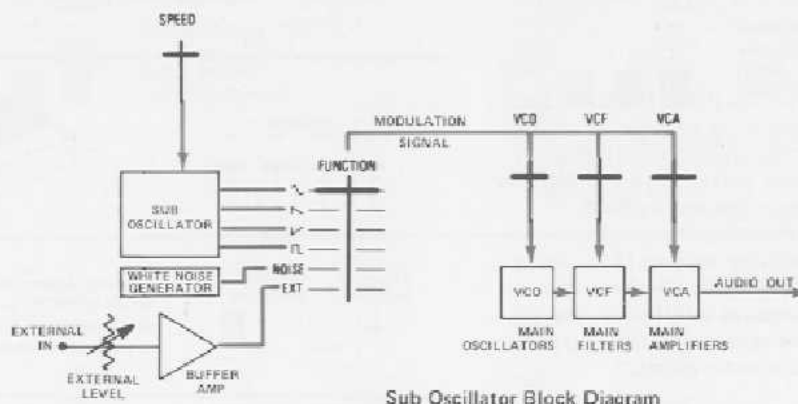 SPEED
MODULATION
SIGNAL
VCO
VCF
VCA
FUNCTION
SUB
OSCILLATOR
WHITE NOISE
GENERATOR
NOISE
EXT
EXTERNAL
IN
EXTERNAL
LEVEL
BUFFER
AMP
VCO
VCF
VCA
AUDIO OUT
MAIN
OSCILLATORS
MAIN
FILTERS
MAIN
AMPLIFIERS
Sub Oscillator Block Diagram